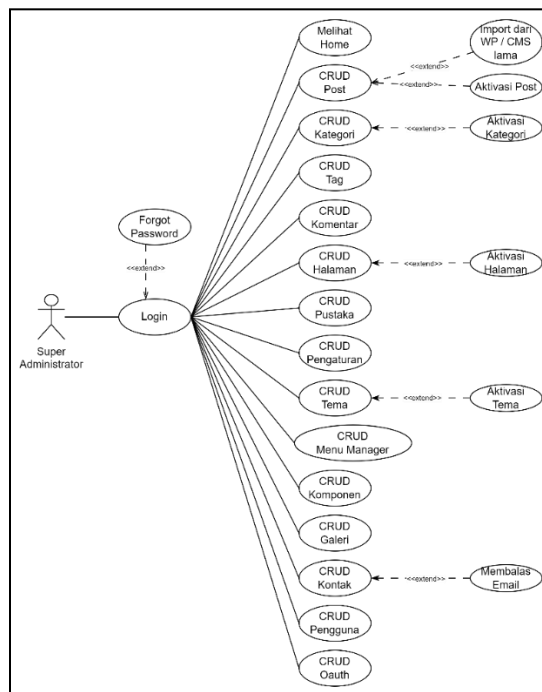 Melihat
Home
Import dari
WP / CMS
lama
<<extend>>
CRUD
Post
<<extend>>
Aktivasi Post
CRUD
Kategori
<<extend>>
Aktivasi
Kategori
CRUD
Tag
Forgot
Password
CRUD
Komentar
<<extend>>
CRUD
Halaman
<<extend>>
Aktivasi
Halaman
Login
CRUD
Pustaka
Super
Administrator
CRUD
Pengaturan
CRUD
Tema
<<extend>>
Aktivasi
Tema
CRUD
Menu Manager
CRUD
Komponen
CRUD
Galeri
CRUD
Kontak
<<extend>>
Membalas
Email
CRUD
Pengguna
CRUD
Oauth